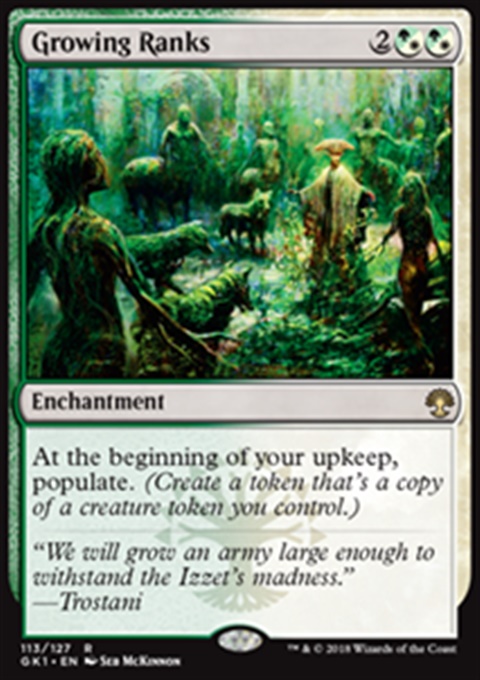 Growing Ranks 2
Enchantment
At the beginning of your upkeep,
populate. (Create a token that's a copy
of a creature token you control.)
"We will grow an army large enough to
withstand the Izzet's madness."
—Trostani
113/127 R
GK1 • EN Seb McKinnon
™ & © 2018 Wizards of the Coast